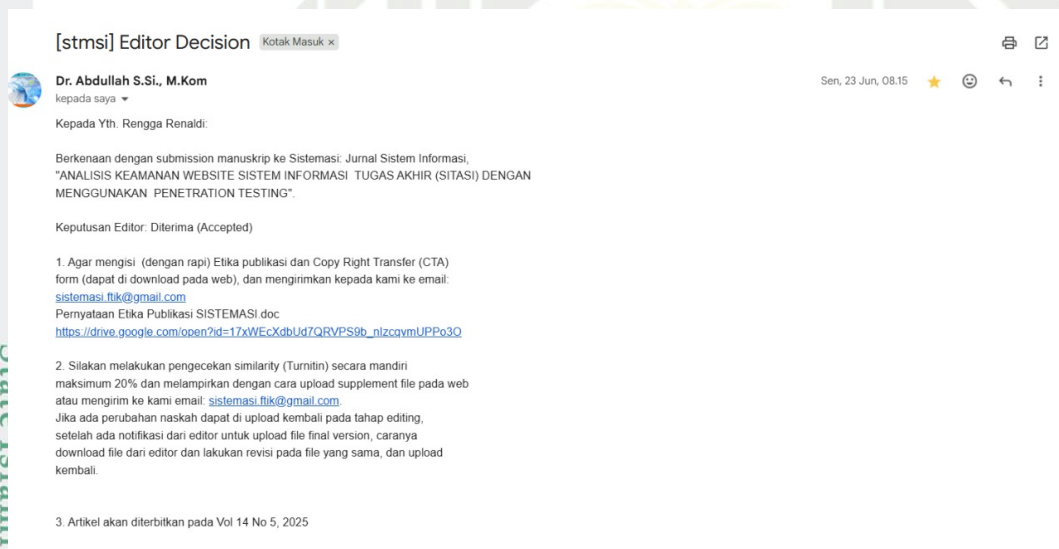 [stmsi] Editor Decision Kotak Masuk ×
Dr. Abdullah S.Si., M.Kom Sen, 23 Jun, 08.15
kepada saya
Kepada Yth. Rengga Renaldi:
Berkenaan dengan submission manuskrip ke Sistemasi: Jurnal Sistem Informasi,
"ANALISIS KEAMANAN WEBSITE SISTEM INFORMASI TUGAS AKHIR (SITASI) DENGAN
MENGGUNAKAN PENETRATION TESTING".
Keputusan Editor: Diterima (Accepted)
1. Agar mengisi (dengan rapi) Etika publikasi dan Copy Right Transfer (CTA)
form (dapat di download pada web), dan mengirimkan kepada kami ke email:
sistemasi.ftik@gmail.com
Pernyataan Etika Publikasi SISTEMASI.doc
https://drive.google.com/open?id=17xWEcXdbUd7QRVPS9b_nIzcqvmUPPo3O
2. Silakan melakukan pengecekan similarity (Turnitin) secara mandiri
maksimum 20% dan melampirkan dengan cara upload supplement file pada web
atau mengirim ke kami email: sistemasi.ftik@gmail.com.
Jika ada perubahan naskah dapat di upload kembali pada tahap editing,
setelah ada notifikasi dari editor untuk upload file final version, caranya
download file dari editor dan lakukan revisi pada file yang sama, dan upload
kembali.
3. Artikel akan diterbitkan pada Vol 14 No 5, 2025